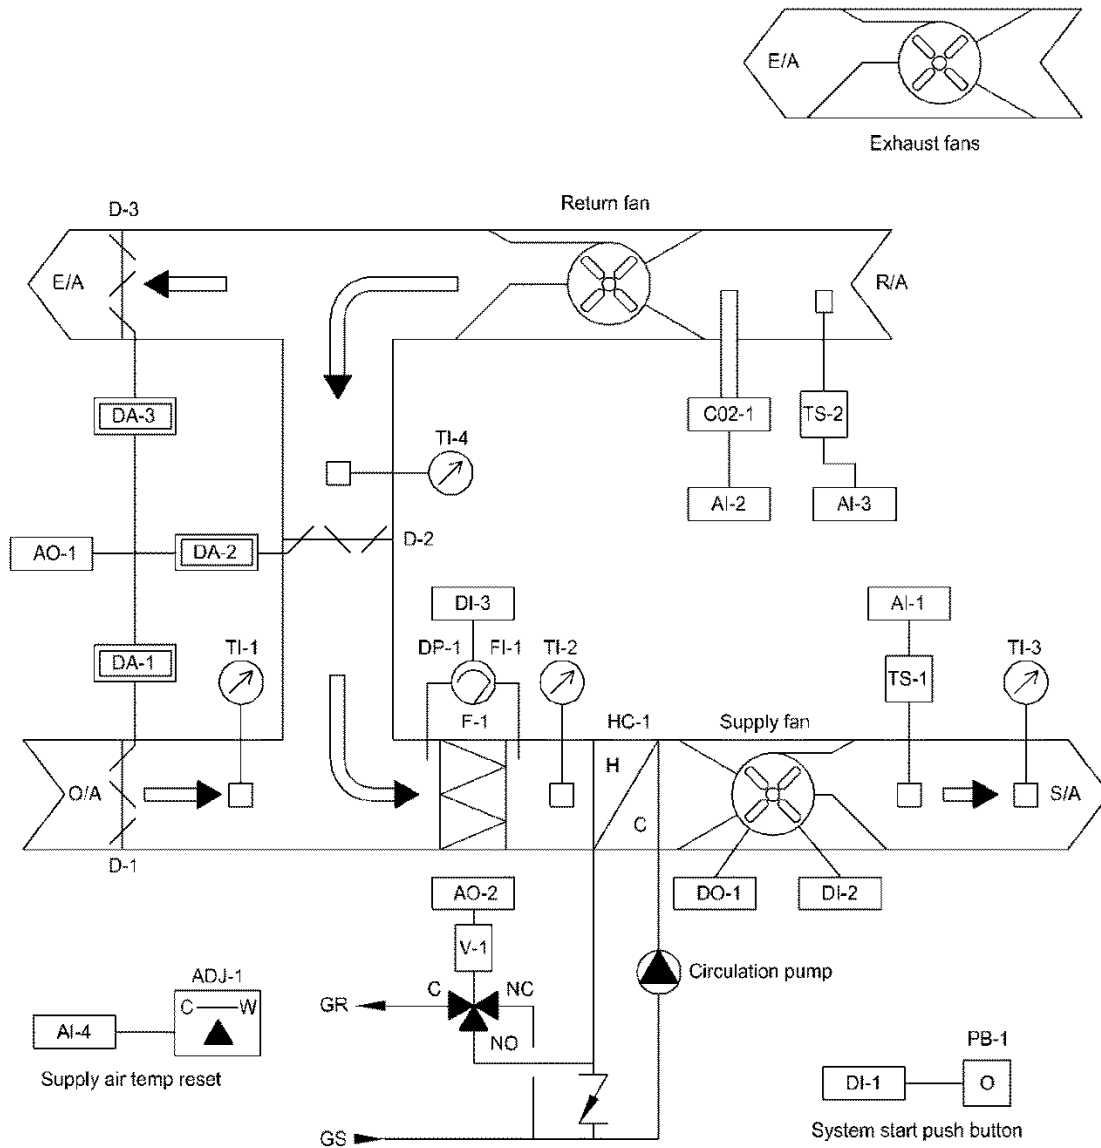 E/A
Exhaust fans
D-3
Return fan
E/A
R/A
DA-3
C02-1
TS-2
TI-4
AI-2
AI-3
AO-1
DA-2
D-2
DI-3
AI-1
DA-1
TI-1
DP-1
FI-1
TI-2
TS-1
TI-3
F-1
HC-1
Supply fan
O/A
H
C
S/A
D-1
AO-2
DO-1
DI-2
V-1
Circulation pump
ADJ-1
C
W
GR
C
NC
AI-4
NO
PB-1
Supply air temp reset
DI-1
O
GS
System start push button